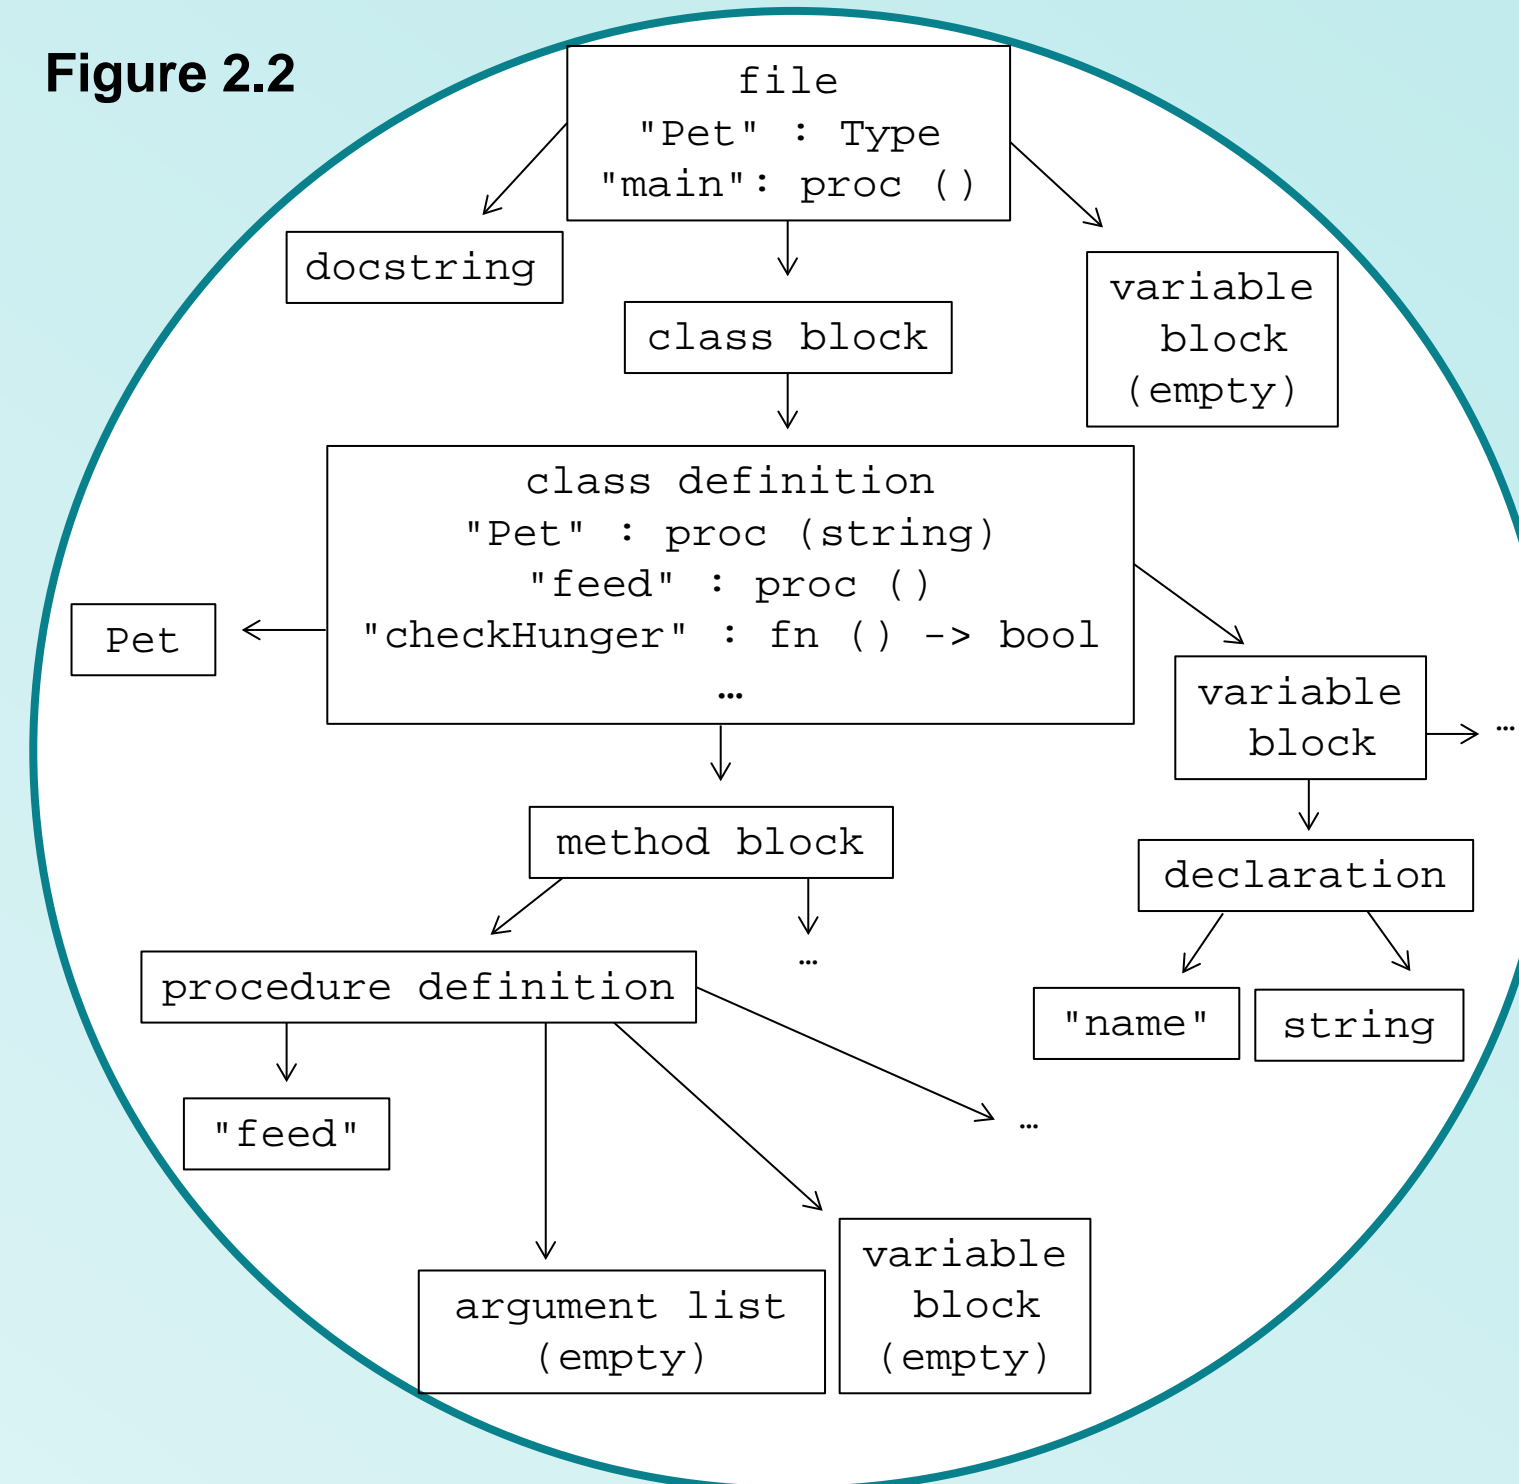 Figure 2.2
file
"Pet" : Type
"main": proc ()
docstring
variable
block
(empty)
class block
class definition
"Pet" : proc (string)
"feed" : proc ()
"checkHunger" : fn () -> bool
…
Pet
variable
block
…
method block
declaration
…
procedure definition
"name"
string
"feed"
…
argument list
(empty)
variable
block
(empty)